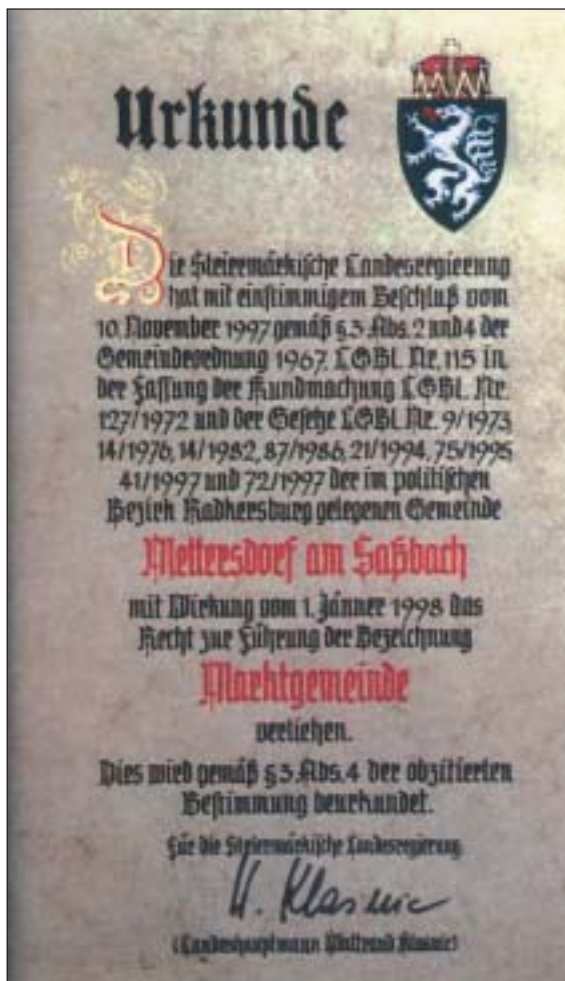 Urkunde
Die Steiermärkische Landesregierung
hat mit einstimmigem Beschluß vom
10. November 1997 gemäß § 3 Abs. 2 und 4 der
Gemeindeordnung 1967, LGBl. Nr. 115 in
der Fassung der Kundmachung LGBl. Nr.
127/1972 und der Gesetze LGBl. Nr. 9/1973,
14/1976, 14/1982, 87/1986, 21/1994, 75/1995,
41/1997 und 72/1997 der im politischen
Bezirk Radkersburg gelegenen Gemeinde
Mettersdorf am Saßbach
mit Wirkung vom 1. Jänner 1998 das
Recht zur Führung der Bezeichnung
Marktgemeinde
verliehen.
Dies wird gemäß § 3 Abs. 4 der obzitierten
Bestimmung beurkundet.
Für die Steiermärkische Landesregierung
W. Klasnic
(Landeshauptmann Waltraud Klasnic)